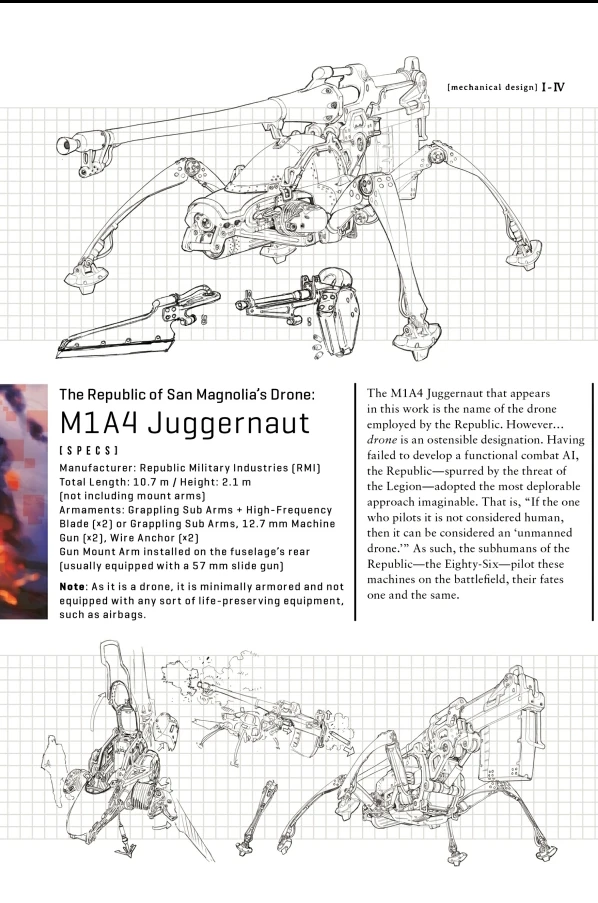 [mechanical design] I-IV
The Republic of San Magnolia's Drone:
M1A4 Juggernaut
[SPECS]
Manufacturer: Republic Military Industries (RMI)
Total Length: 10.7 m / Height: 2.1 m
(not including mount arms)
Armaments: Grappling Sub Arms + High-Frequency
Blade (×2) or Grappling Sub Arms, 12.7 mm Machine
Gun (×2), Wire Anchor (×2)
Gun Mount Arm installed on the fuselage's rear
(usually equipped with a 57 mm slide gun)
Note: As it is a drone, it is minimally armored and not
equipped with any sort of life-preserving equipment,
such as airbags.
The M1A4 Juggernaut that appears
in this work is the name of the drone
employed by the Republic. However…
drone is an ostensible designation. Having
failed to develop a functional combat AI,
the Republic—spurred by the threat of
the Legion—adopted the most deplorable
approach imaginable. That is, “If the one
who pilots it is not considered human,
then it can be considered an ‘unmanned
drone.’” As such, the subhumans of the
Republic—the Eighty-Six—pilot these
machines on the battlefield, their fates
one and the same.